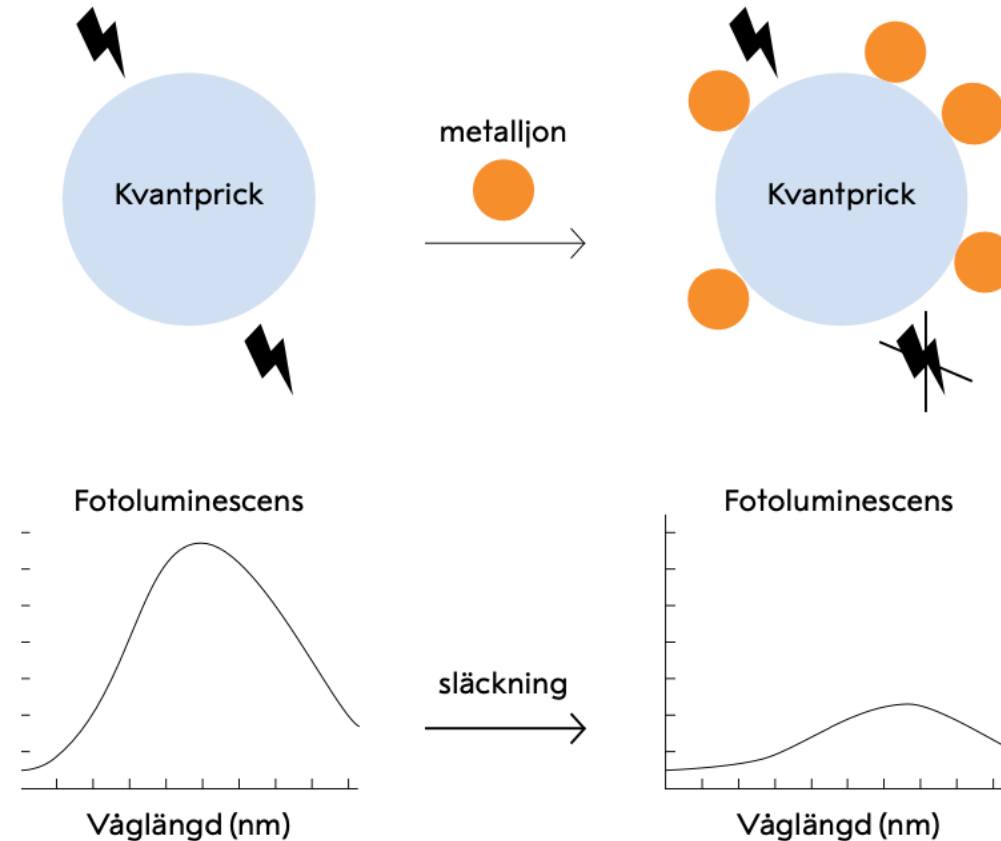 metalljon
Kvantprick
Kvantprick
Fotoluminescens
Fotoluminescens
släckning
Våglängd (nm)
Våglängd (nm)